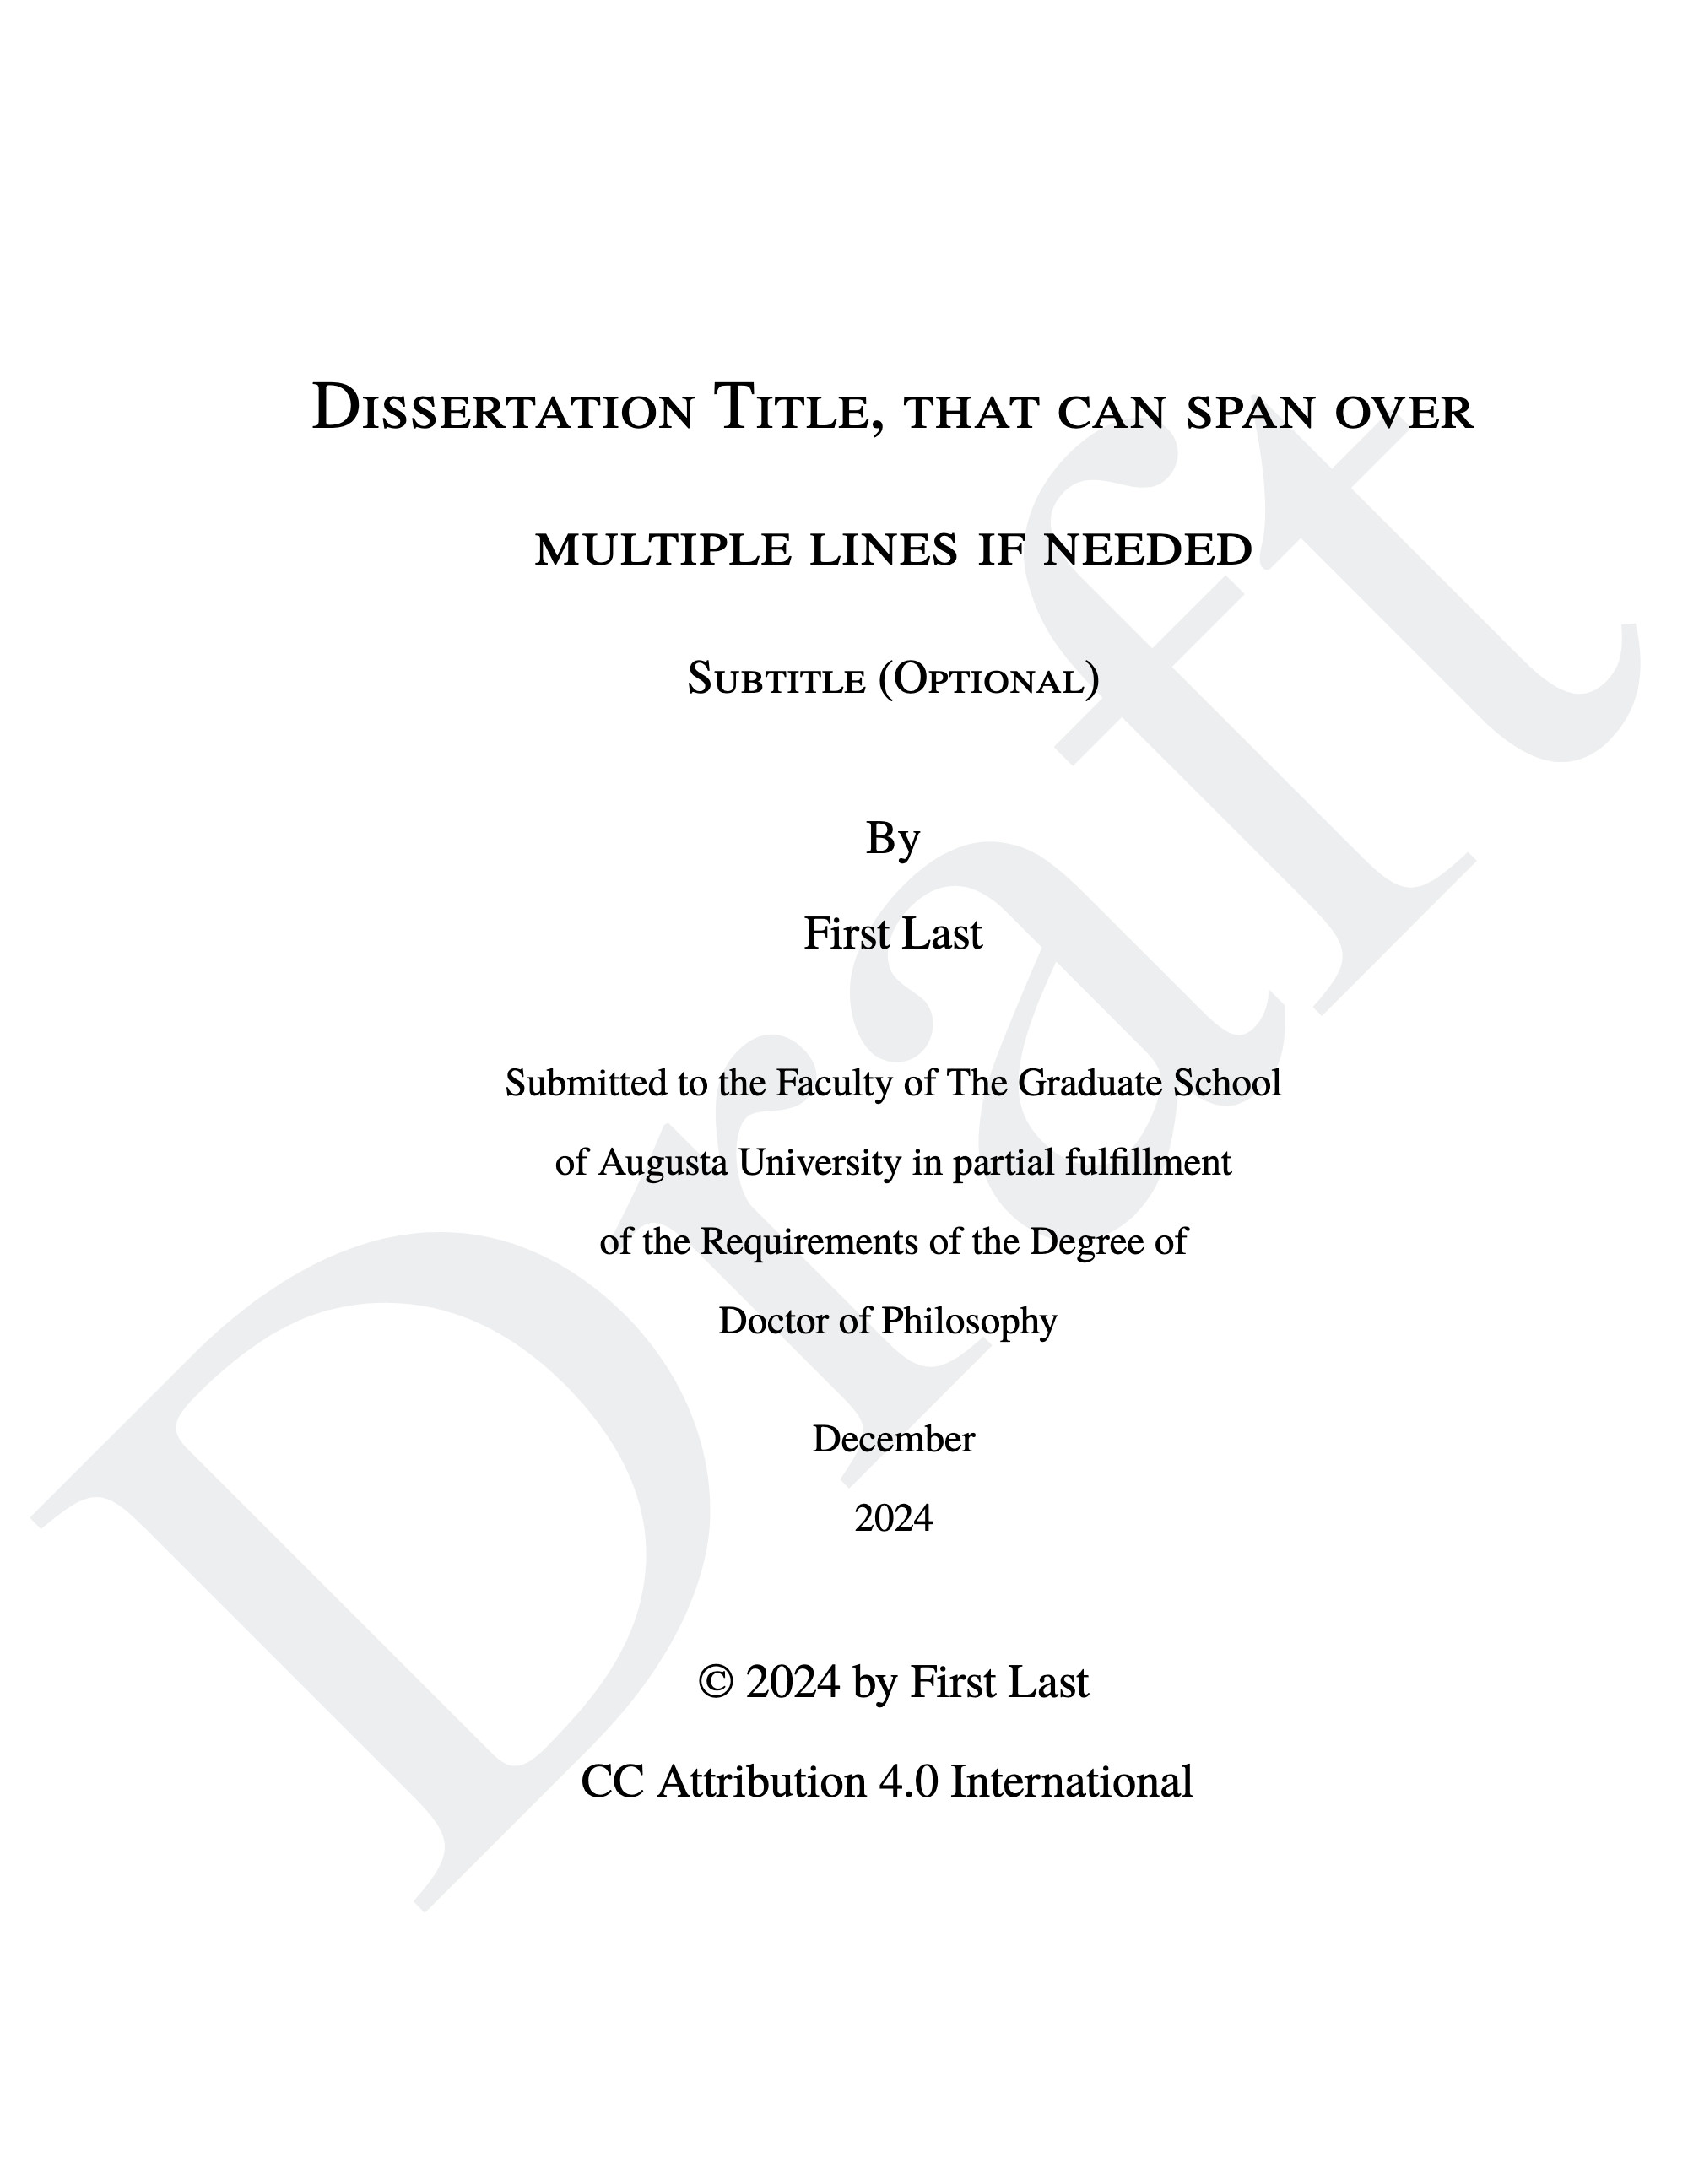 Dissertation Title, that can span over
multiple lines if needed
Subtitle (Optional)
By
First Last
Submitted to the Faculty of The Graduate School
of Augusta University in partial fulfillment
of the Requirements of the Degree of
Doctor of Philosophy
December
2024
© 2024 by First Last
CC Attribution 4.0 International
Draft